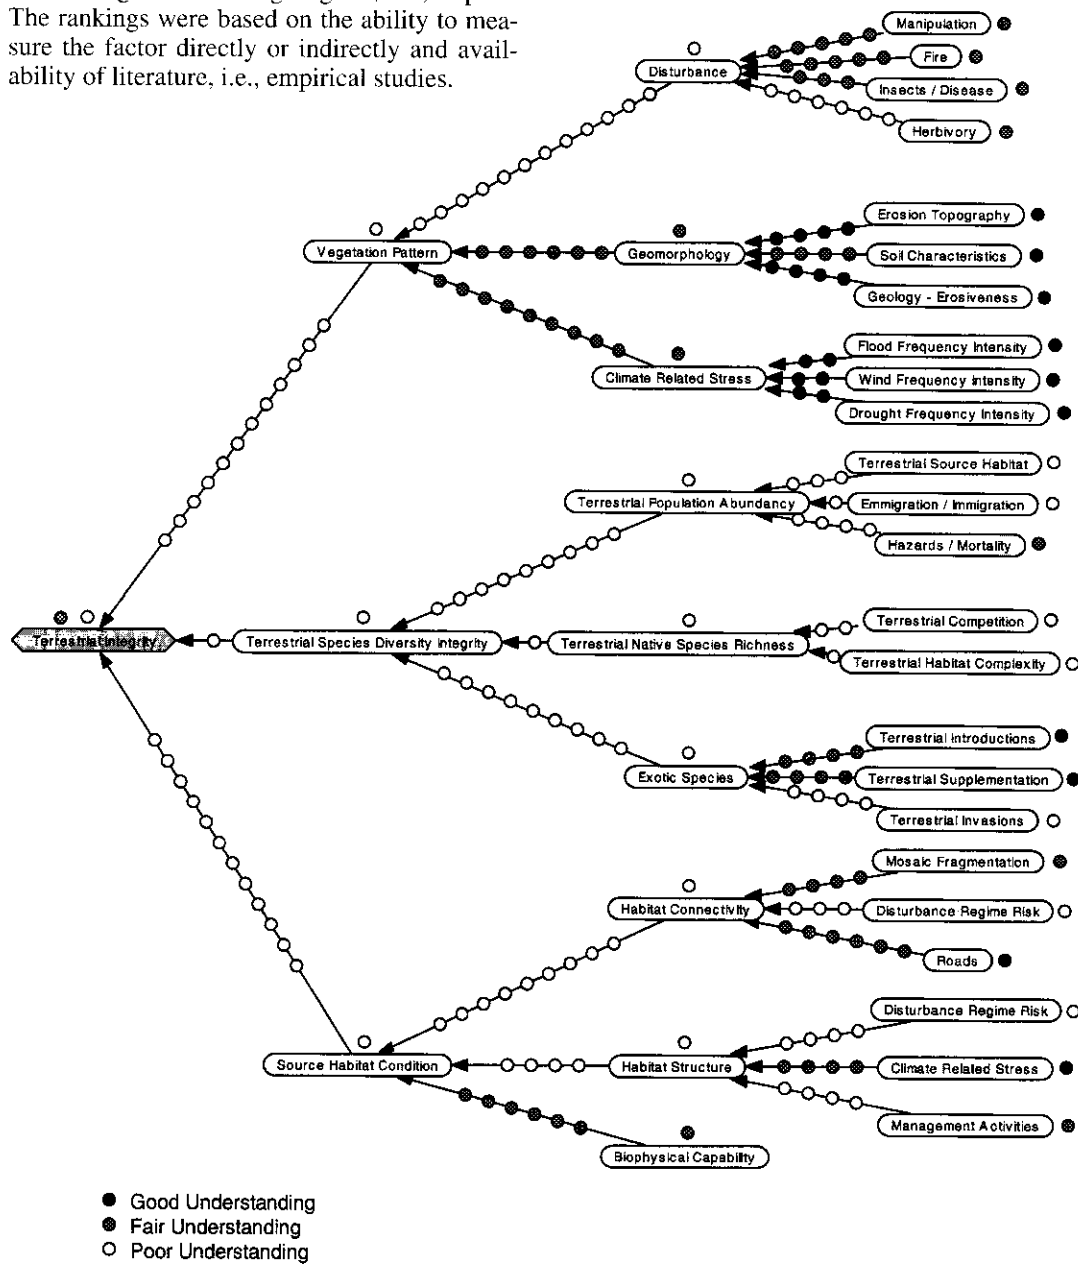 The rankings were based on the ability to mea-
sure the factor directly or indirectly and avail-
ability of literature, i.e., empirical studies.
Manipulation
Fire
Disturbance
Insects / Disease
Herbivory
Erosion Topography
Vegetation Pattern
Geomorphology
Soil Characteristics
Geology - Erosiveness
Flood Frequency Intensity
Climate Related Stress
Wind Frequency Intensity
Drought Frequency Intensity
Terrestrial Source Habitat
Terrestrial Population Abundancy
Emmigration / Immigration
Hazards / Mortality
Terrestrial Competition
Terrestrial Integrity
Terrestrial Species Diversity Integrity
Terrestrial Native Species Richness
Terrestrial Habitat Complexity
Terrestrial Introductions
Exotic Species
Terrestrial Supplementation
Terrestrial Invasions
Mosaic Fragmentation
Habitat Connectivity
Disturbance Regime Risk
Roads
Disturbance Regime Risk
Source Habitat Condition
Habitat Structure
Climate Related Stress
Management Activities
Biophysical Capability
Good Understanding
Fair Understanding
Poor Understanding